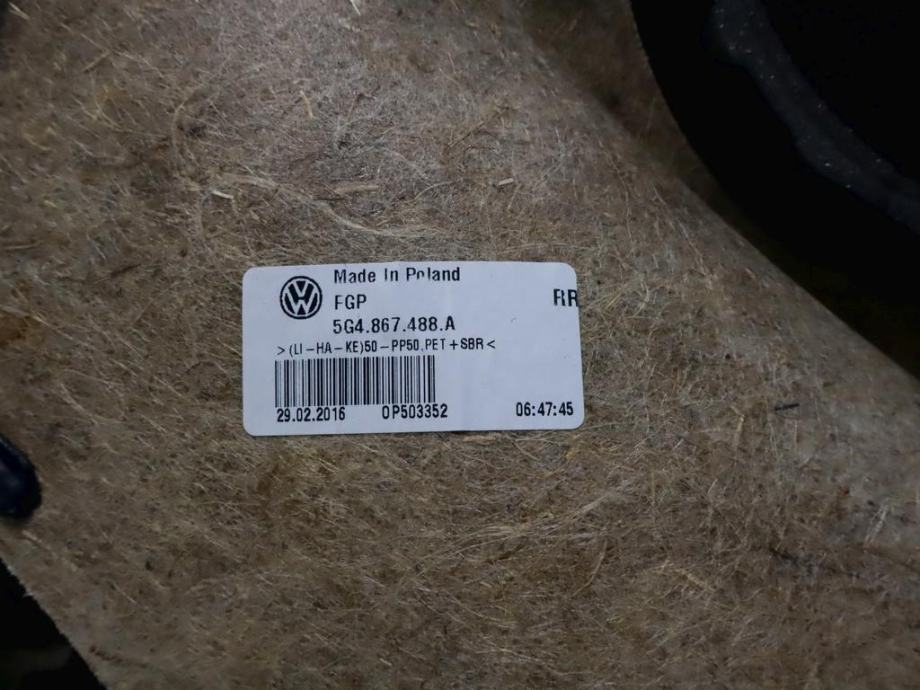 Made In Poland
FGP RR
5G4.867.488.A
>(LI-HA-KE)50-PP50,PET+SBR<
29.02.2016 OP503352 06:47:45